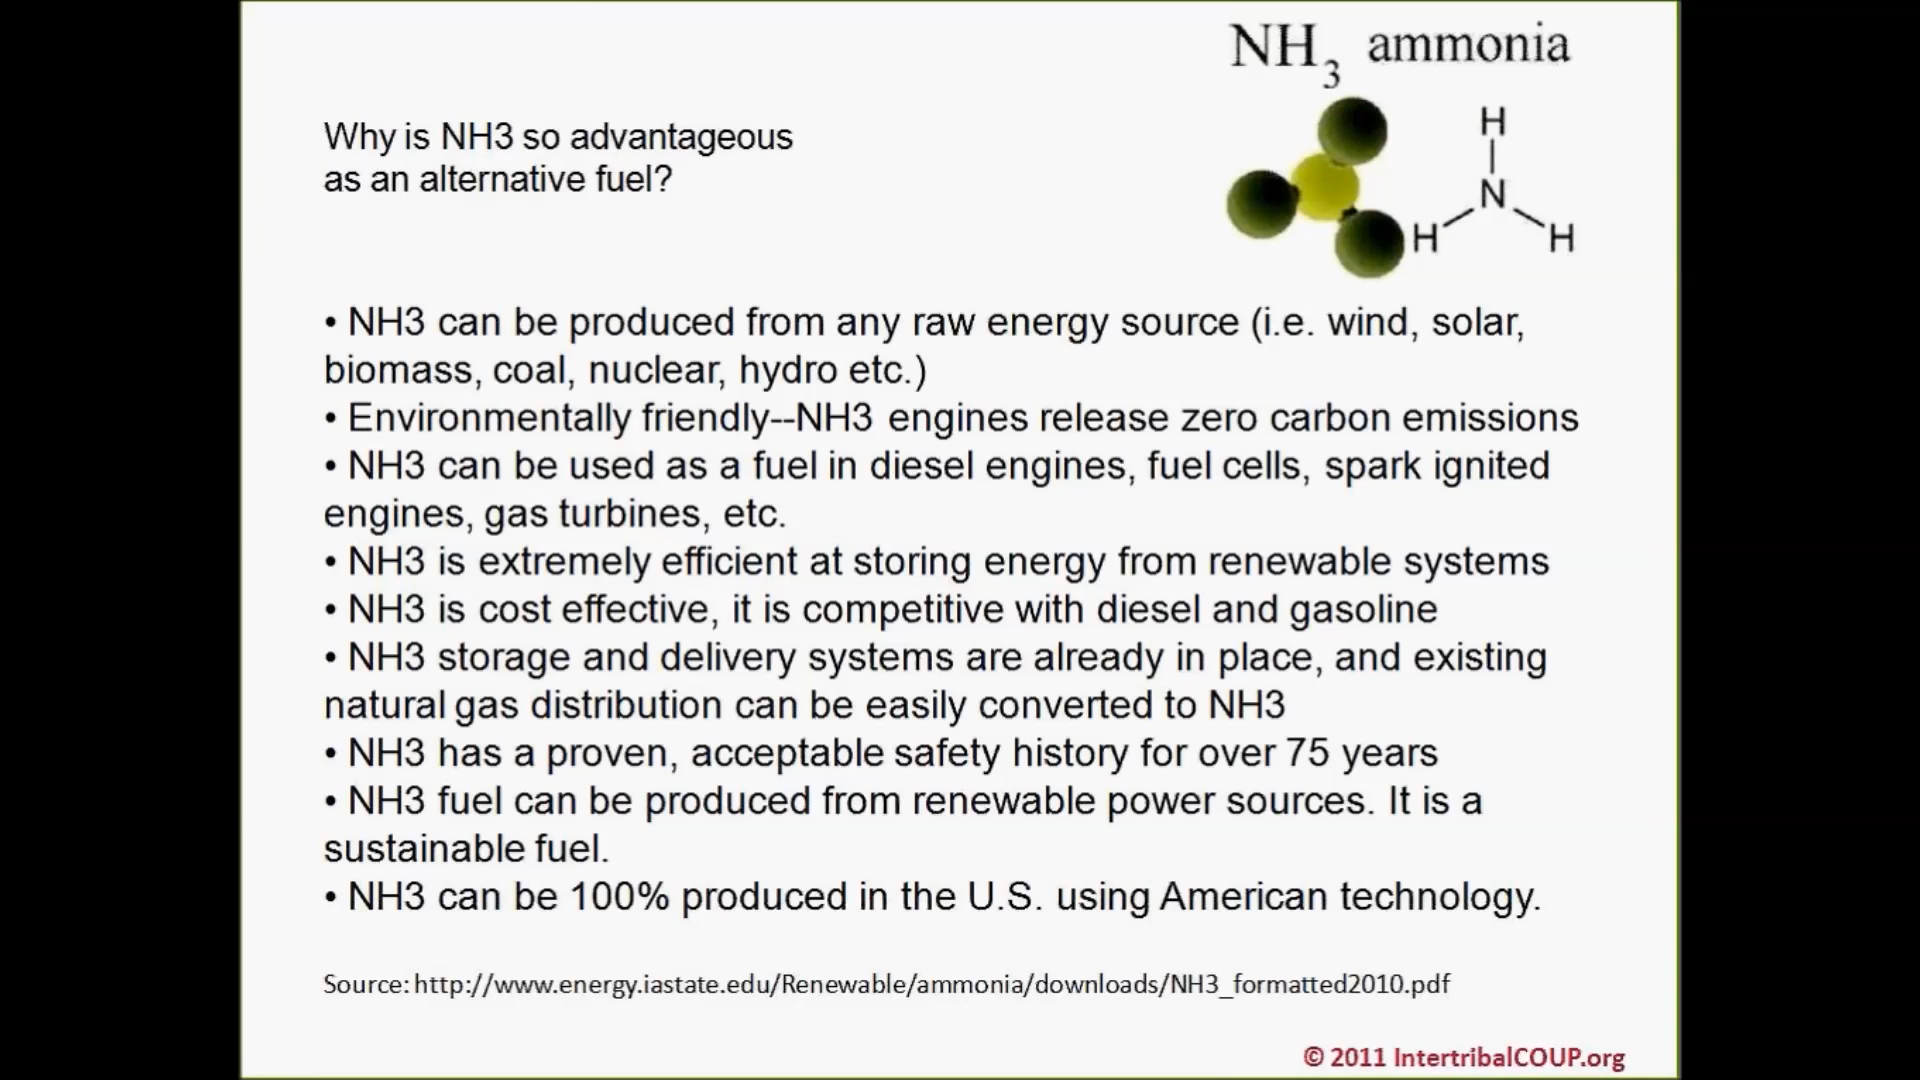 NH3 ammonia
Why is NH3 so advantageous
as an alternative fuel?
H
N
H H
• NH3 can be produced from any raw energy source (i.e. wind, solar,
biomass, coal, nuclear, hydro etc.)
• Environmentally friendly--NH3 engines release zero carbon emissions
• NH3 can be used as a fuel in diesel engines, fuel cells, spark ignited
engines, gas turbines, etc.
• NH3 is extremely efficient at storing energy from renewable systems
• NH3 is cost effective, it is competitive with diesel and gasoline
• NH3 storage and delivery systems are already in place, and existing
natural gas distribution can be easily converted to NH3
• NH3 has a proven, acceptable safety history for over 75 years
• NH3 fuel can be produced from renewable power sources. It is a
sustainable fuel.
• NH3 can be 100% produced in the U.S. using American technology.
Source: http://www.energy.iastate.edu/Renewable/ammonia/downloads/NH3_formatted2010.pdf
© 2011 IntertribalCOUP.org